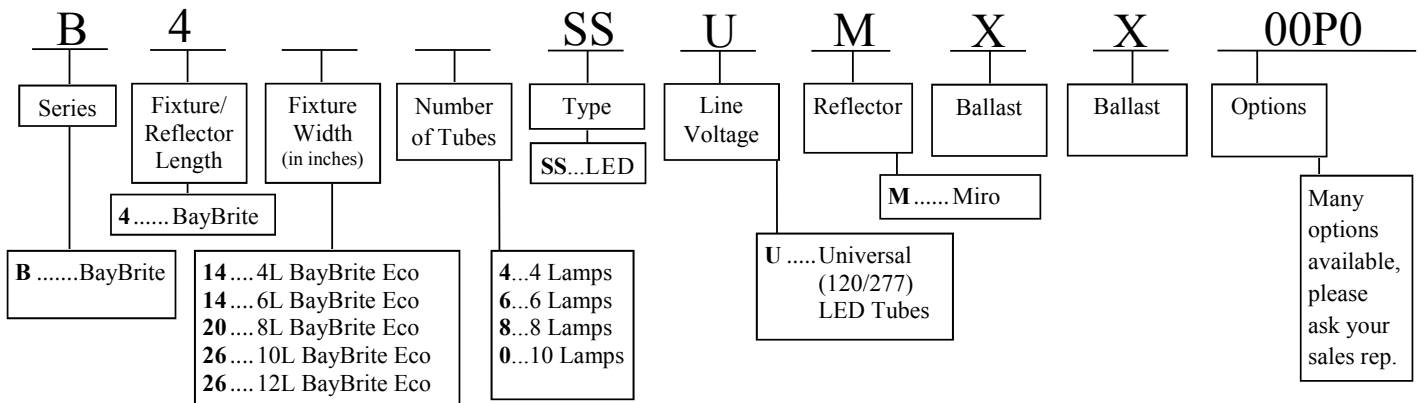 B 4 SS U M X X 00P0
Series
Fixture/
Reflector
Length
Fixture
Width
(in inches)
Number
of Tubes
Type
Line
Voltage
Reflector
Ballast
Ballast
Options
SS...LED
4......BayBrite
M......Miro
B.......BayBrite
14....4L BayBrite Eco
14....6L BayBrite Eco
20....8L BayBrite Eco
26....10L BayBrite Eco
26....12L BayBrite Eco
4...4 Lamps
6...6 Lamps
8...8 Lamps
0...10 Lamps
U.....Universal
(120/277)
LED Tubes
Many
options
available,
please
ask your
sales rep.